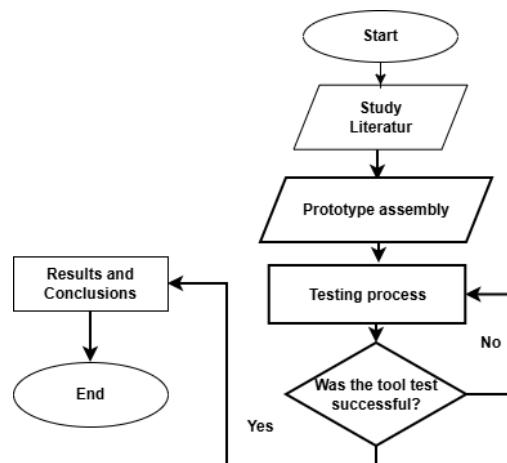 Start
Study
Literatur
Prototype assembly
Testing process
Results and
Conclusions
No
Was the tool test
successful?
End
Yes